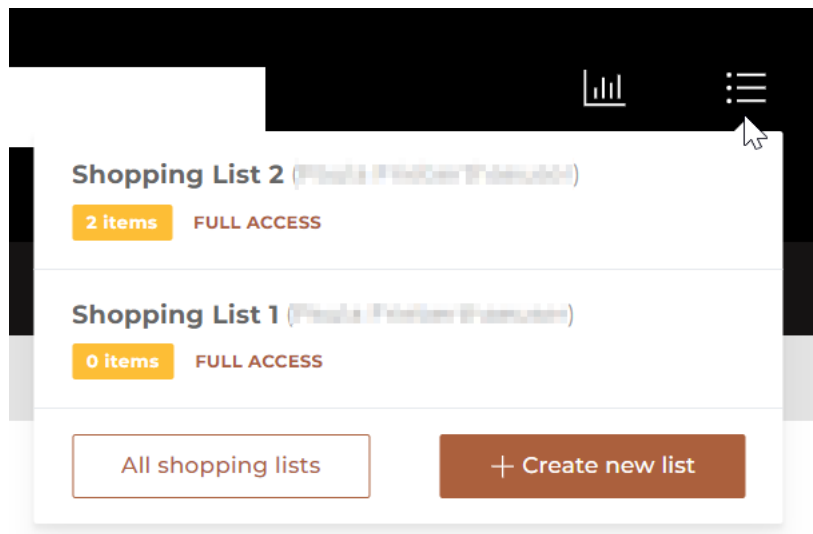 Shopping List 2 (
2 items FULL ACCESS
Shopping List 1 (
0 items FULL ACCESS
All shopping lists + Create new list